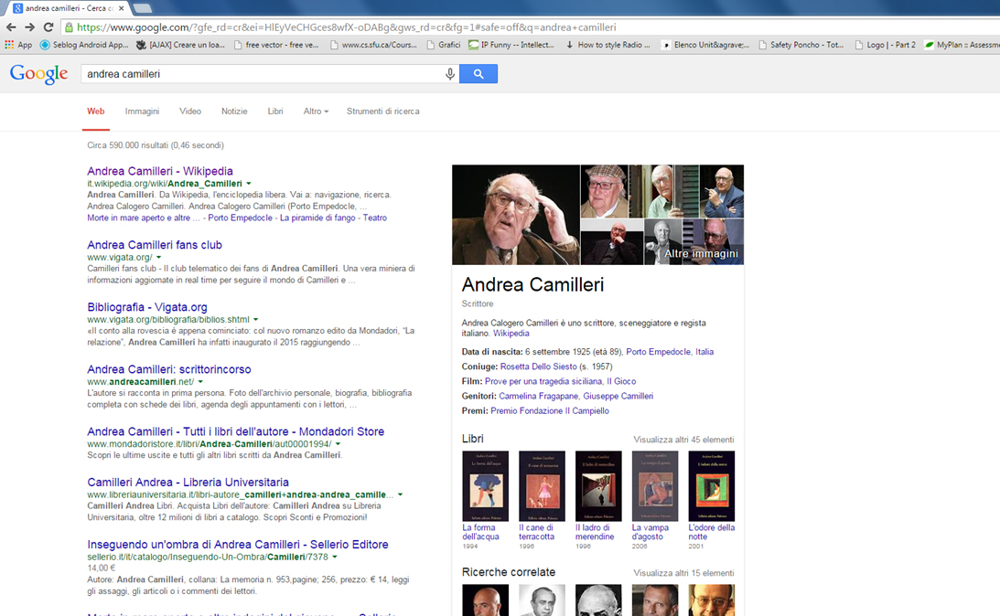 andrea camilleri - Cerca c
https://www.google.com/?gfe_rd=cr&ei=HlEyVeCHGces8wfX-oDABg&gws_rd=cr&fg=1#safe=off&q=andrea+camilleri
App
Seblog Android App...
[AJAX] Creare un loa...
free vector - free ve...
www.cs.sfu.ca/Cours...
Grafici
IP Funny -- Intellect...
How to style Radio ...
Elenco Unit&agrave;...
Safety Poncho - Tot...
Logo | - Part 2
MyPlan :: Assessm
Google
andrea camilleri
Web
Immagini
Video
Notizie
Libri
Altro
Strumenti di ricerca
Circa 590.000 risultati (0,46 secondi)
Andrea Camilleri - Wikipedia
it.wikipedia.org/wiki/Andrea_Camilleri
Andrea Camilleri. Da Wikipedia, l'enciclopedia libera. Vai a: navigazione, ricerca.
Andrea Calogero Camilleri. Andrea Calogero Camilleri (Porto Empedocle, ...
Morte in mare aperto e altre ... - Porto Empedocle - La piramide di fango - Teatro
Andrea Camilleri fans club
www.vigata.org/
Camilleri fans club - Il club telematico dei fans di Andrea Camilleri. Una vera miniera di
informazioni aggiornate in real time per seguire il mondo di Camilleri e ...
Bibliografia - Vigata.org
www.vigata.org/bibliografia/biblios.shtml
«Il conto alla rovescia è appena cominciato: col nuovo romanzo edito da Mondadori, “La
relazione”, Andrea Camilleri ha infatti inaugurato il 2015 raggiungendo ...
Andrea Camilleri: scrittorincorso
www.andreacamilleri.net/
L'autore si racconta in prima persona. Foto dell'archivio personale, biografia, bibliografia
completa con schede dei libri, agenda degli appuntamenti con i lettori, ...
Andrea Camilleri - Tutti i libri dell'autore - Mondadori Store
www.mondadoristore.it/libri/Andrea-Camilleri/aut00001994/
Scopri le ultime uscite e tutti gli altri libri scritti da Andrea Camilleri.
Camilleri Andrea - Libreria Universitaria
www.libreriauniversitaria.it/libri-autore_camilleri+andrea-andrea_camille...
Camilleri Andrea Libri. Acquista Libri dell'autore: Camilleri Andrea su Libreria
Universitaria, oltre 12 milioni di libri a catalogo. Scopri Sconti e Promozioni!
Inseguendo un'ombra di Andrea Camilleri - Sellerio Editore
sellerio.it/it/catalogo/Inseguendo-Un-Ombra/Camilleri/7378
14,00 €
Autore: Andrea Camilleri, collana: La memoria n. 953,pagine; 256, prezzo: € 14, leggi
gli assaggi, gli articoli o i commenti dei lettori.
Altre immagini
Andrea Camilleri
Scrittore
Andrea Calogero Camilleri è uno scrittore, sceneggiatore e regista
italiano. Wikipedia
Data di nascita: 6 settembre 1925 (età 89), Porto Empedocle, Italia
Coniuge: Rosetta Dello Siesto (s. 1957)
Film: Prove per una tragedia siciliana, Il Gioco
Genitori: Carmelina Fragapane, Giuseppe Camilleri
Premi: Premio Fondazione Il Campiello
Libri
Visualizza altri 45 elementi
La forma
dell'acqua
1994
Il cane di
terracotta
1996
Il ladro di
merendine
1996
La vampa
d'agosto
2006
L'odore della
notte
2001
Ricerche correlate
Visualizza altri 15 elementi